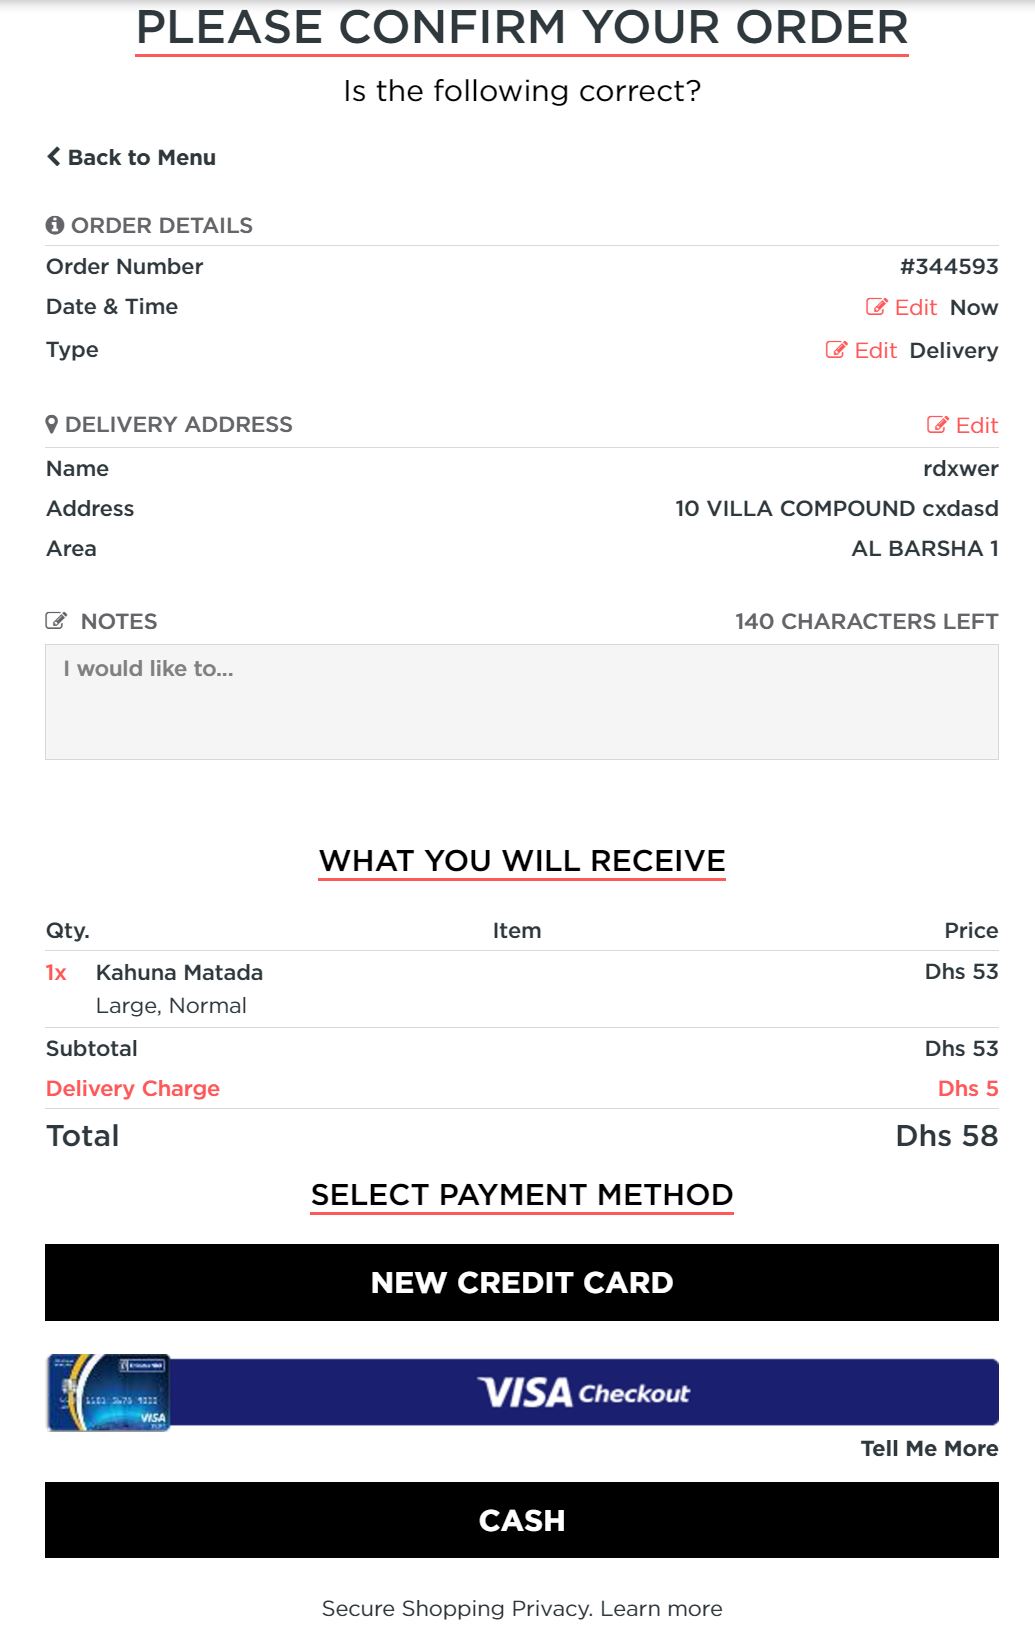 PLEASE CONFIRM YOUR ORDER
Is the following correct?
Back to Menu
ORDER DETAILS
Order Number #344593
Date & Time Edit Now
Type Edit Delivery
DELIVERY ADDRESS Edit
Name rdxwer
Address 10 VILLA COMPOUND cxdasd
Area AL BARSHA 1
NOTES 140 CHARACTERS LEFT
I would like to...
WHAT YOU WILL RECEIVE
Qty. Item Price
1x Kahuna Matada Dhs 53
Large, Normal
Subtotal Dhs 53
Delivery Charge Dhs 5
Total Dhs 58
SELECT PAYMENT METHOD
NEW CREDIT CARD
VISA
VISA Checkout
Tell Me More
CASH
Secure Shopping Privacy. Learn more